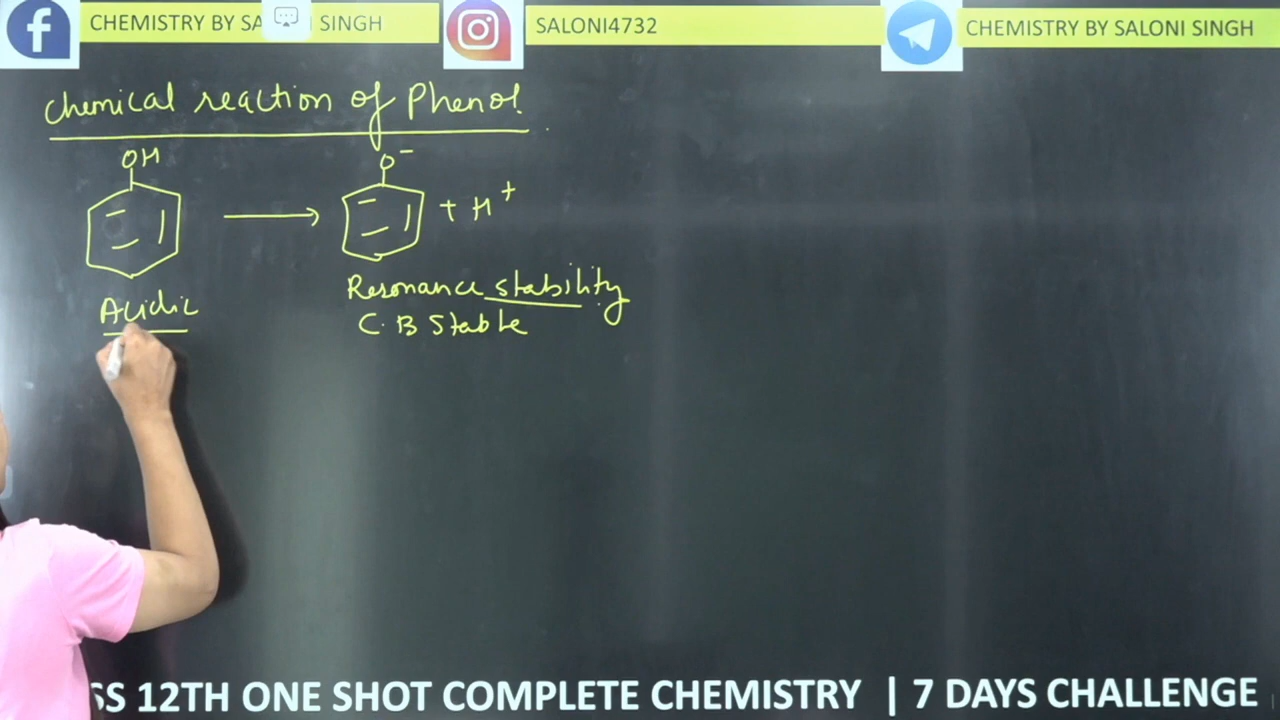 CHEMISTRY BY SA SINGH
SALONI4732
CHEMISTRY BY SALONI SINGH
Chemical reaction of Phenol.
OH
O⁻
+ H⁺
Acidic
Resonance stability
C.B Stable
SS 12TH ONE SHOT COMPLETE CHEMISTRY | 7 DAYS CHALLENGE